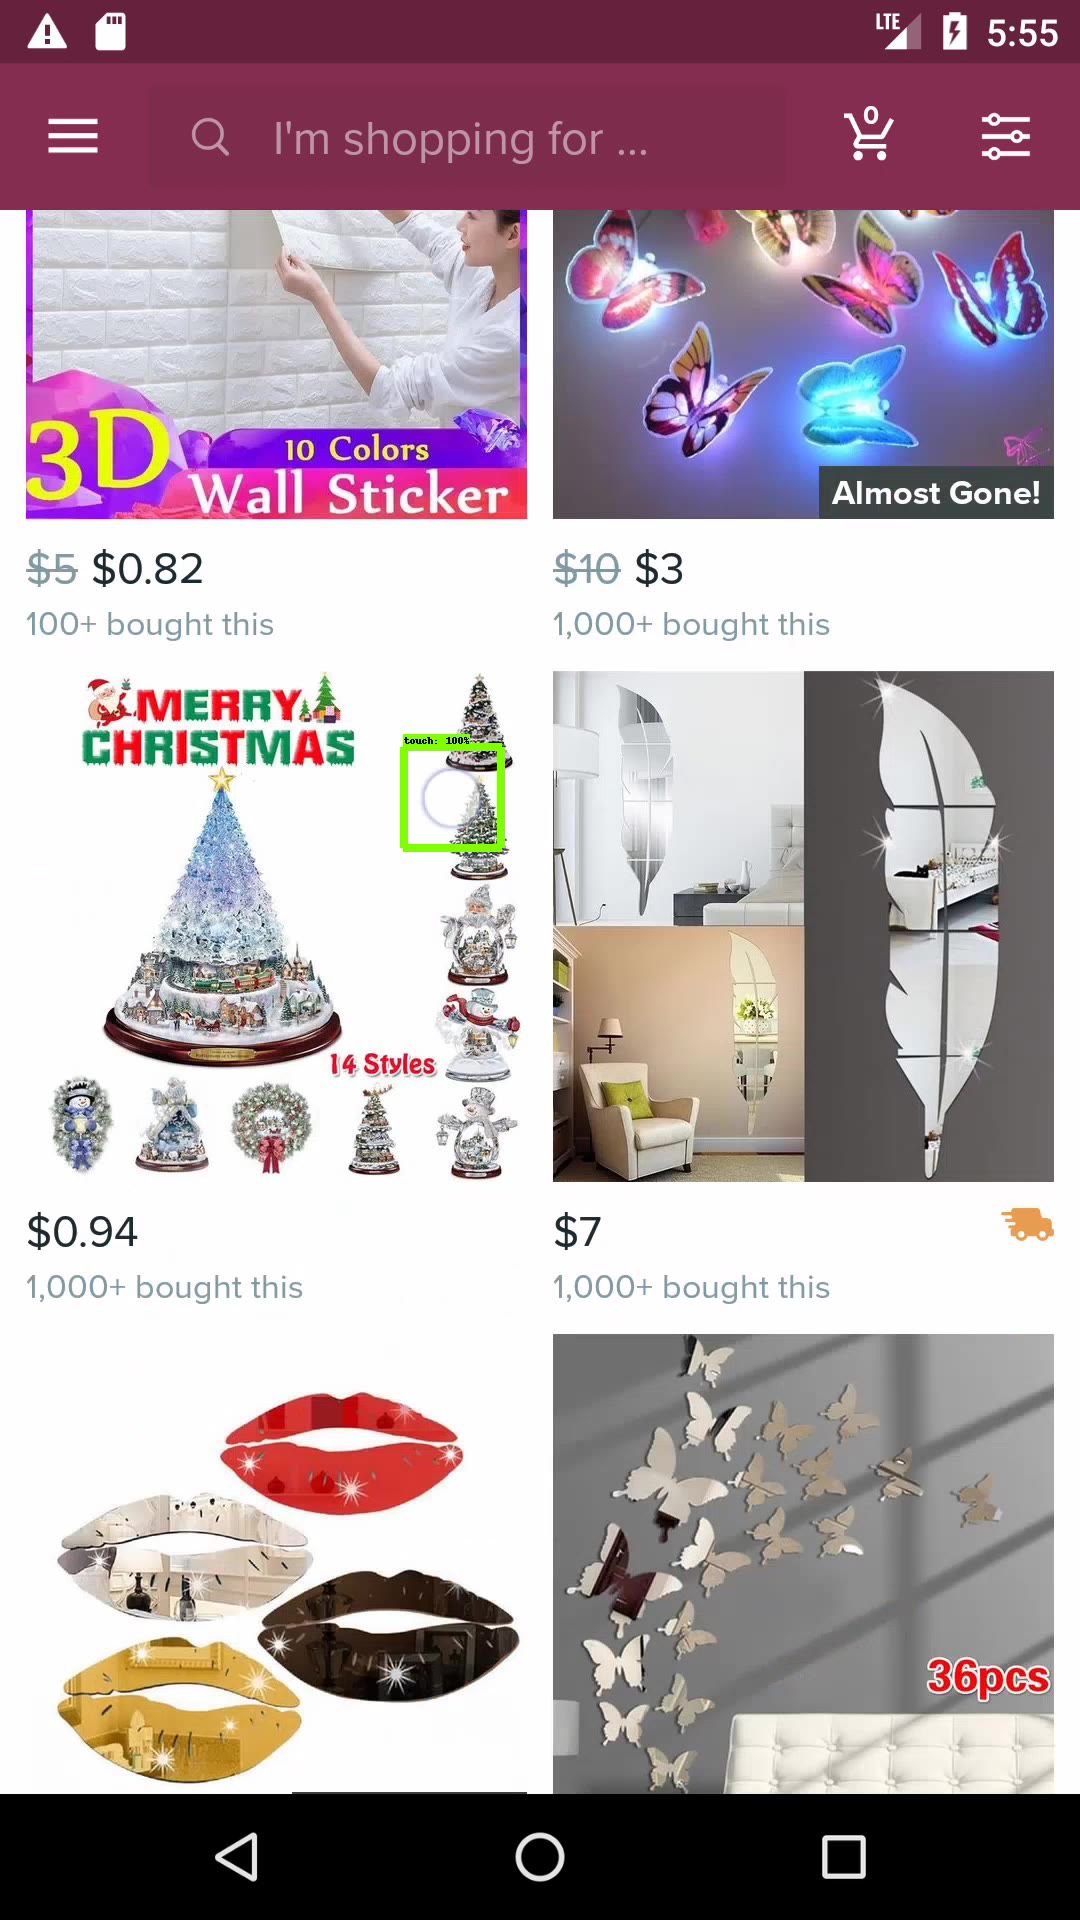 LTE 5:55
I'm shopping for ...
0
3D
10 Colors
Wall Sticker
Almost Gone!
$5 $0.82
$10 $3
100+ bought this
1,000+ bought this
MERRY
CHRISTMAS
touch: 100%
14 Styles
$0.94
$7
1,000+ bought this
1,000+ bought this
36pcs